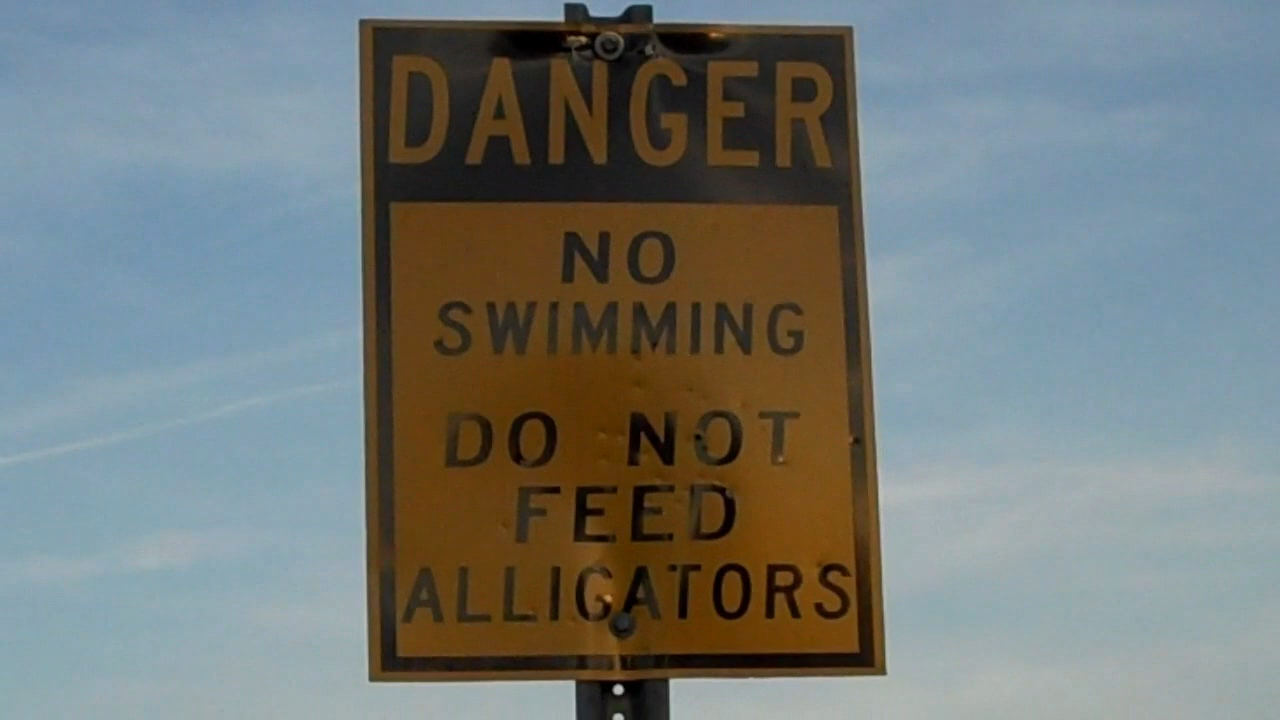 DANGER
NO
SWIMMING
DO NOT
FEED
ALLIGATORS